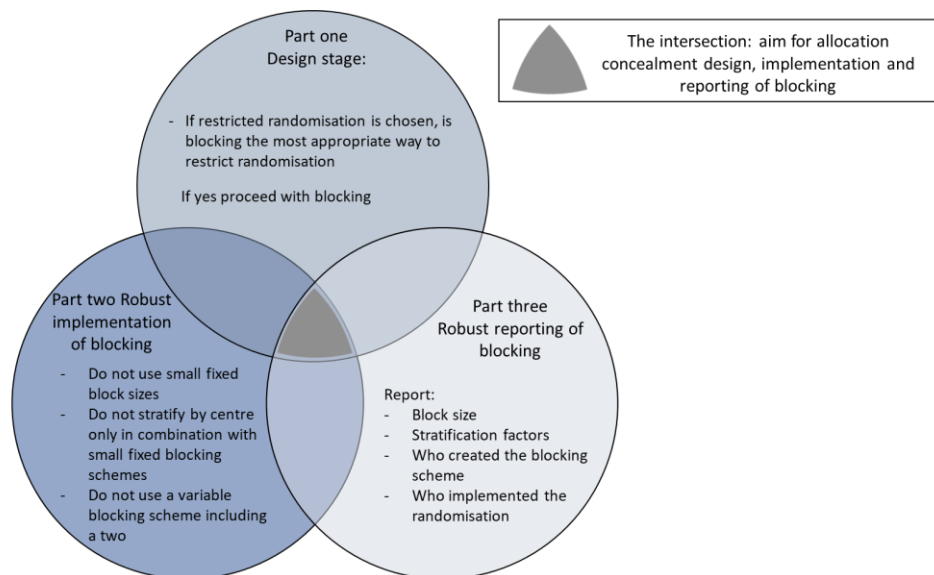 Part one
Design stage:
- If restricted randomisation is chosen, is
blocking the most appropriate way to
restrict randomisation
If yes proceed with blocking
The intersection: aim for allocation
concealment design, implementation and
reporting of blocking
Part two Robust
implementation
of blocking
- Do not use small fixed
block sizes
- Do not stratify by centre
only in combination with
small fixed blocking
schemes
- Do not use a variable
blocking scheme including
a two
Part three
Robust reporting of
blocking
Report:
- Block size
- Stratification factors
- Who created the blocking
scheme
- Who implemented the
randomisation